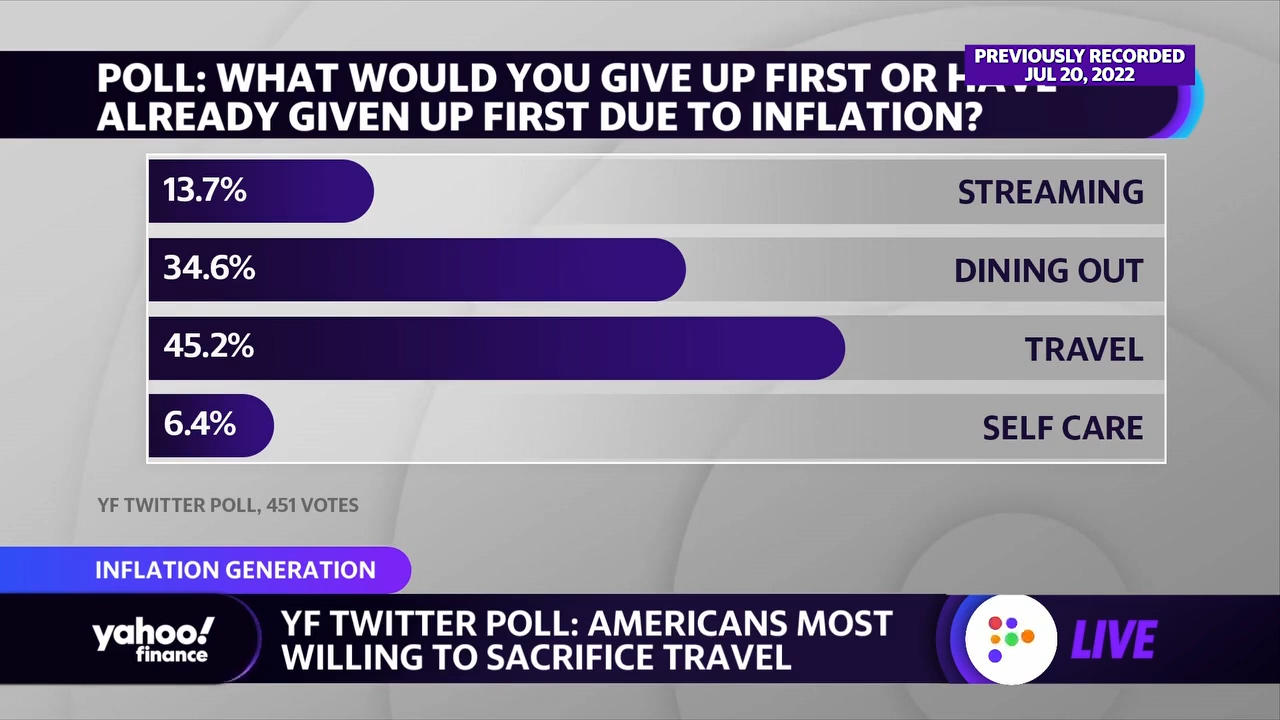 PREVIOUSLY RECORDED
JUL 20, 2022
POLL: WHAT WOULD YOU GIVE UP FIRST OR HAVE
ALREADY GIVEN UP FIRST DUE TO INFLATION?
13.7% STREAMING
34.6% DINING OUT
45.2% TRAVEL
6.4% SELF CARE
YF TWITTER POLL, 451 VOTES
INFLATION GENERATION
yahoo!
finance
YF TWITTER POLL: AMERICANS MOST
WILLING TO SACRIFICE TRAVEL
LIVE